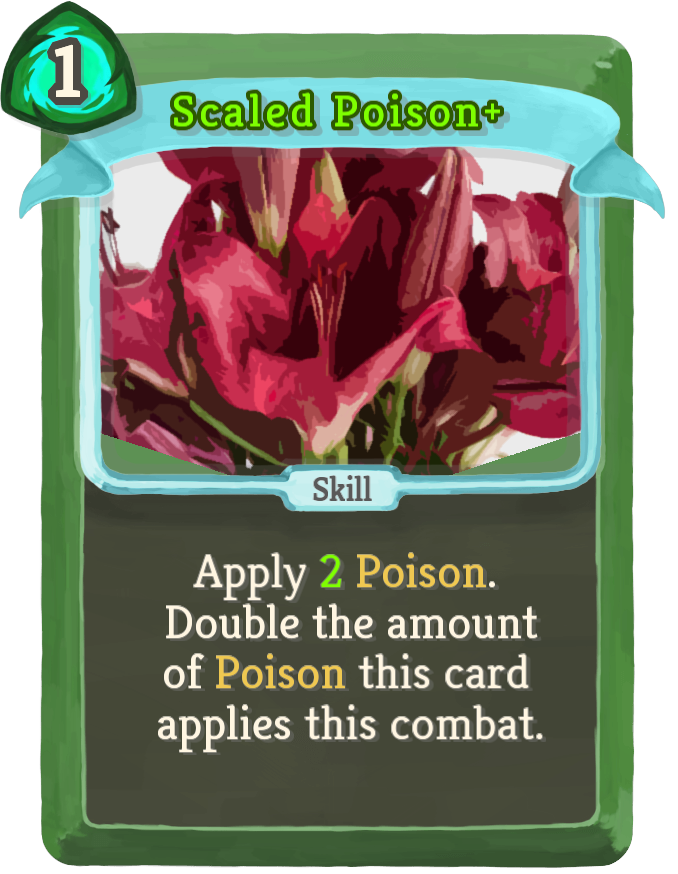 1
Scaled Poison+
Skill
Apply 2 Poison.
Double the amount
of Poison this card
applies this combat.